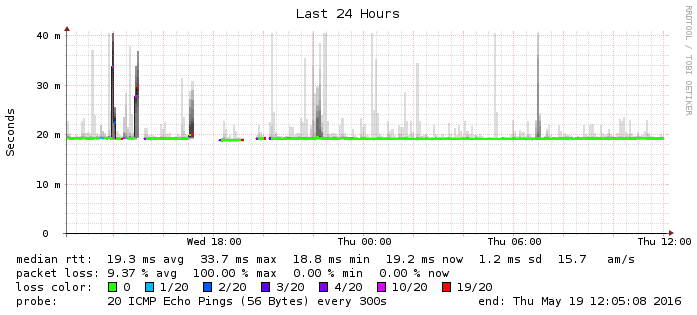 Last 24 Hours
RRDTOOL / TOBI OETIKER
Seconds
40 m
30 m
20 m
10 m
0
Wed 18:00 Thu 00:00 Thu 06:00 Thu 12:00
median rtt: 19.3 ms avg 33.7 ms max 18.8 ms min 19.2 ms now 1.2 ms sd 15.7 am/s
packet loss: 9.37 % avg 100.00 % max 0.00 % min 0.00 % now
loss color: 0 1/20 2/20 3/20 4/20 10/20 19/20
probe: 20 ICMP Echo Pings (56 Bytes) every 300s end: Thu May 19 12:05:08 2016